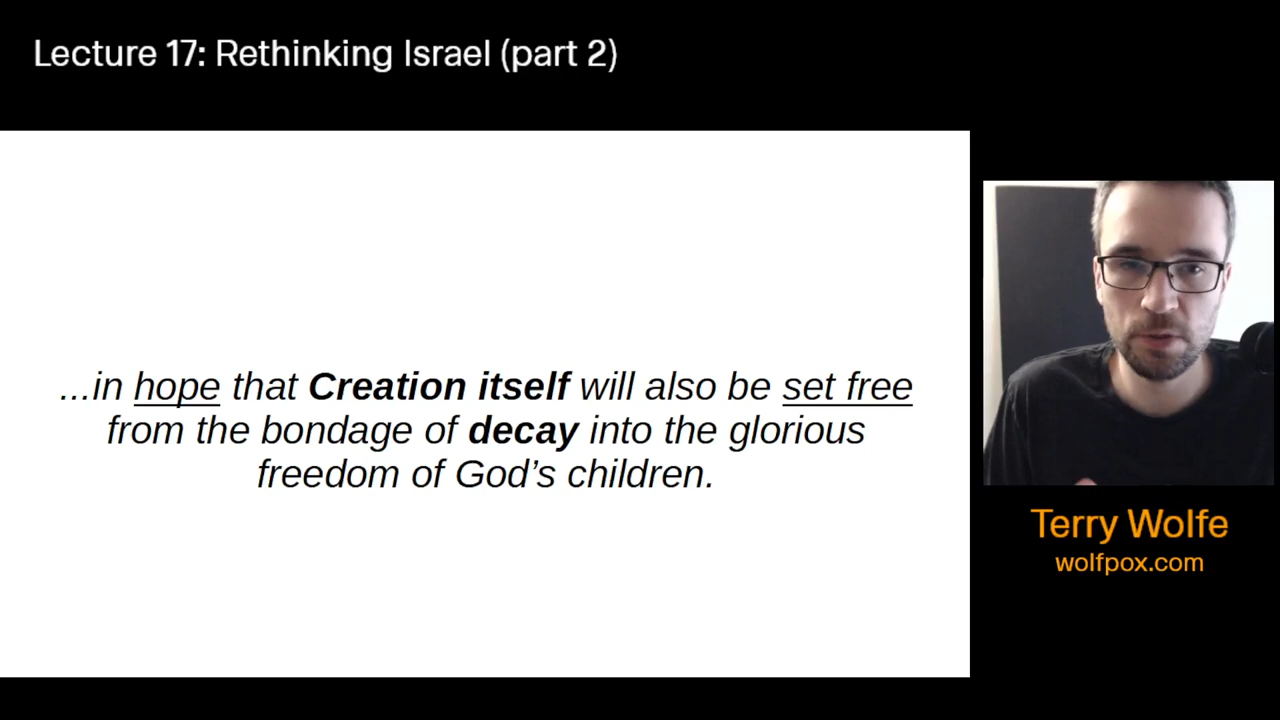 Lecture 17: Rethinking Israel (part 2)
...in hope that Creation itself will also be set free
from the bondage of decay into the glorious
freedom of God’s children.
Terry Wolfe
wolfpox.com